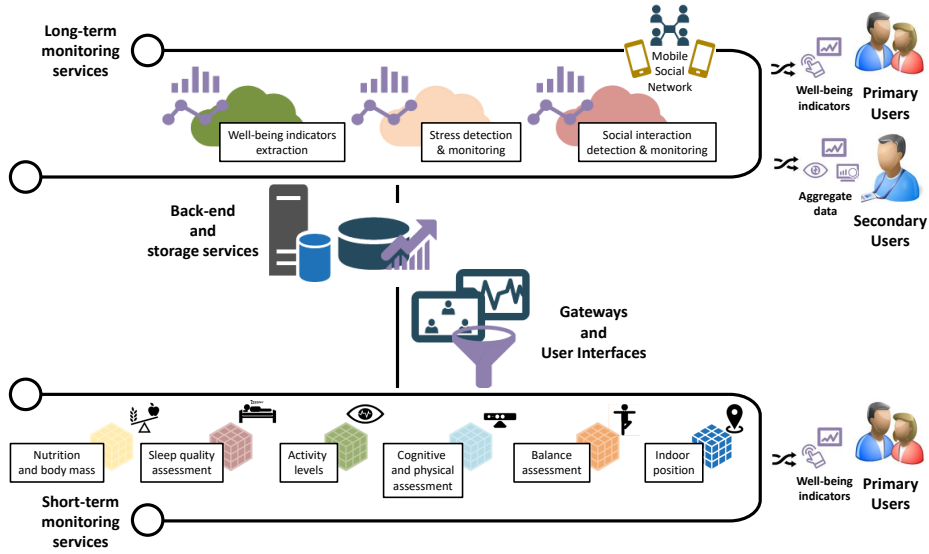 Long-term
monitoring
services
Mobile
Social
Network
Well-being indicators
extraction
Stress detection
& monitoring
Social interaction
detection & monitoring
Well-being
indicators
Primary
Users
Aggregate
data
Secondary
Users
Back-end
and
storage services
Gateways
and
User Interfaces
Nutrition
and body mass
Sleep quality
assessment
Activity
levels
Cognitive
and physical
assessment
Balance
assessment
Indoor
position
Well-being
indicators
Primary
Users
Short-term
monitoring
services